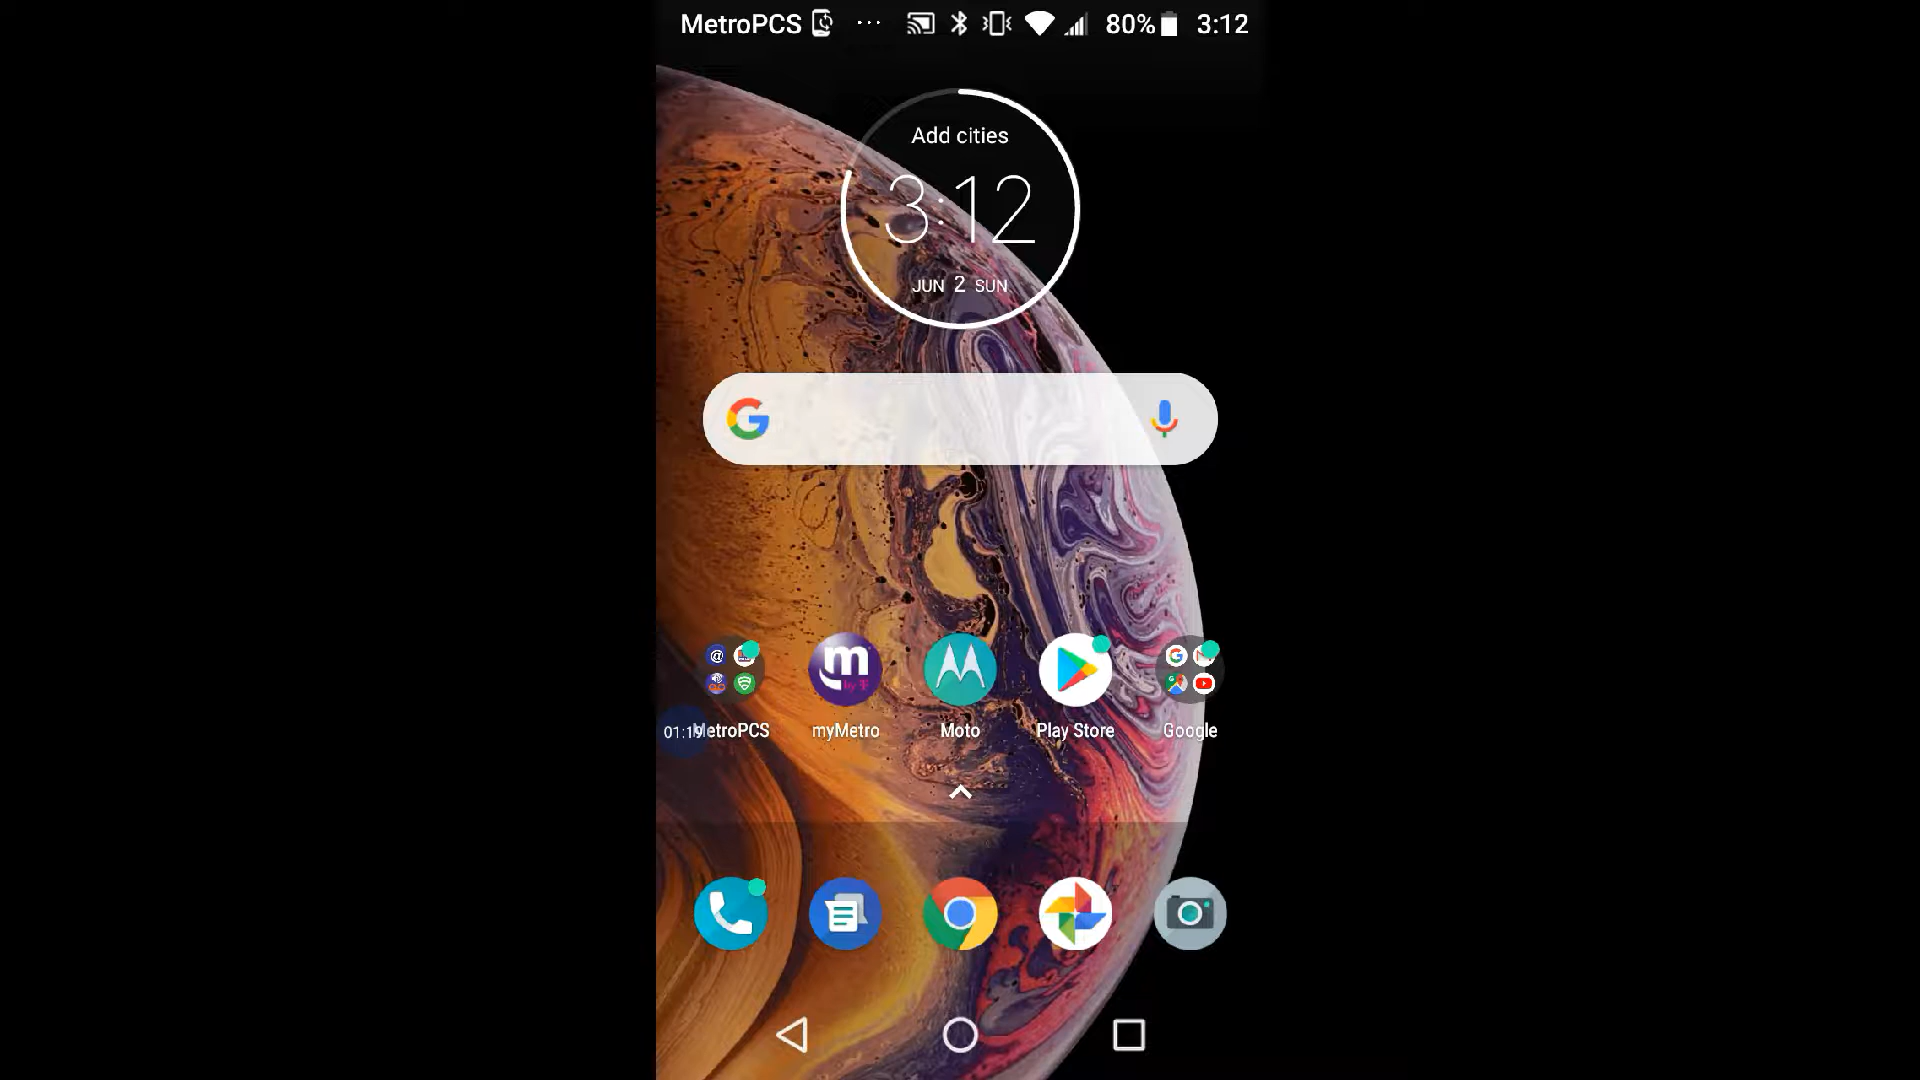 MetroPCS ... 80% 3:12
Add cities
3:12
JUN 2 SUN
01:19
MetroPCS myMetro Moto Play Store Google